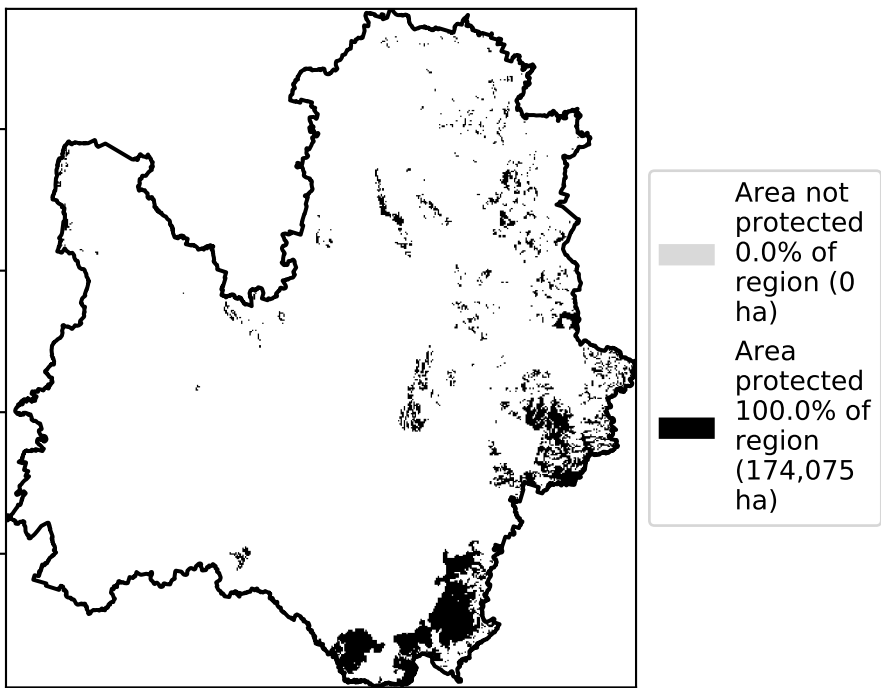 Area not
protected
0.0% of
region (0
ha)
Area
protected
100.0% of
region
(174,075
ha)